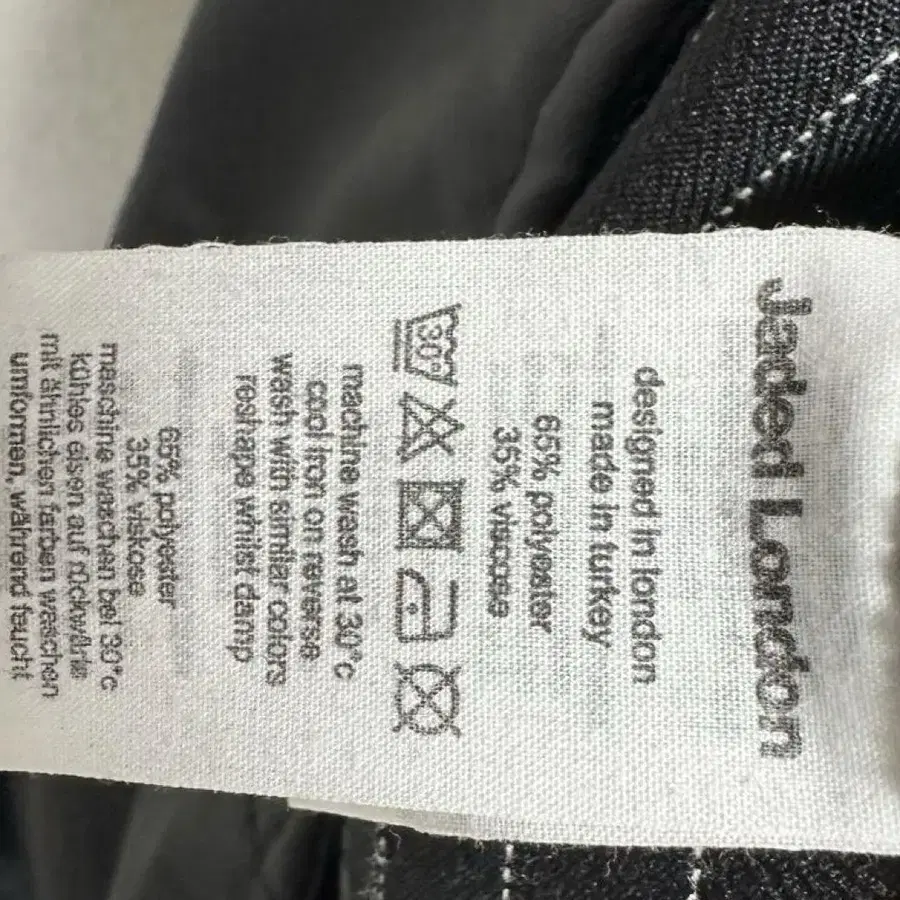 Jaded London
designed in london
made in turkey
65% polyester
35% viscose
30°
machine wash at 30°c
cool iron on reverse
wash with similar colors
reshape whilst damp
65% polyester
35% viskose
maschine waschen bei 30°c
kühles eisen auf rückwärts
mit ähnlichen farben waschen
umformen, während feucht